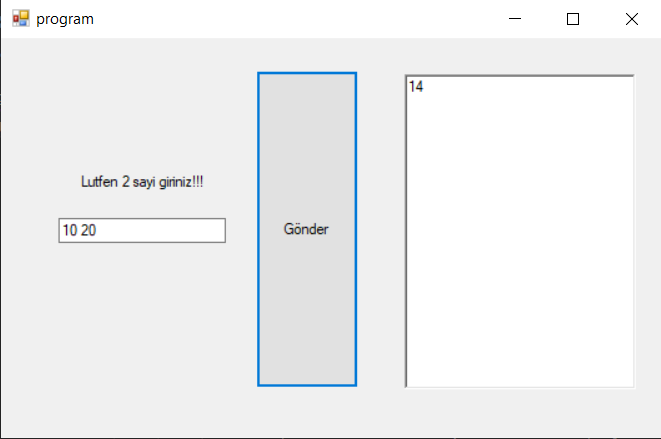 program
Lutfen 2 sayi giriniz!!!
10 20
Gönder
14